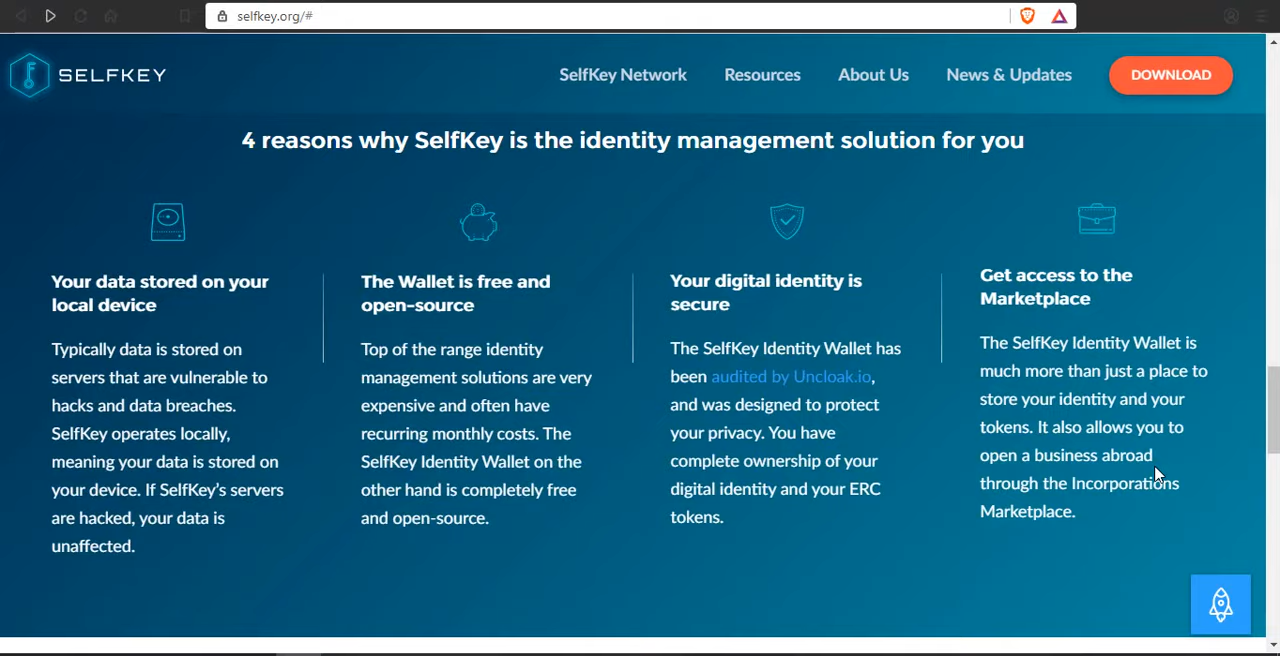 selfkey.org/#
SELFKEY
SelfKey Network
Resources
About Us
News & Updates
DOWNLOAD
4 reasons why SelfKey is the identity management solution for you
Your data stored on your
local device
Typically data is stored on
servers that are vulnerable to
hacks and data breaches.
SelfKey operates locally,
meaning your data is stored on
your device. If SelfKey's servers
are hacked, your data is
unaffected.
The Wallet is free and
open-source
Top of the range identity
management solutions are very
expensive and often have
recurring monthly costs. The
SelfKey Identity Wallet on the
other hand is completely free
and open-source.
Your digital identity is
secure
The SelfKey Identity Wallet has
been audited by Uncloak.io,
and was designed to protect
your privacy. You have
complete ownership of your
digital identity and your ERC
tokens.
Get access to the
Marketplace
The SelfKey Identity Wallet is
much more than just a place to
store your identity and your
tokens. It also allows you to
open a business abroad
through the Incorporations
Marketplace.